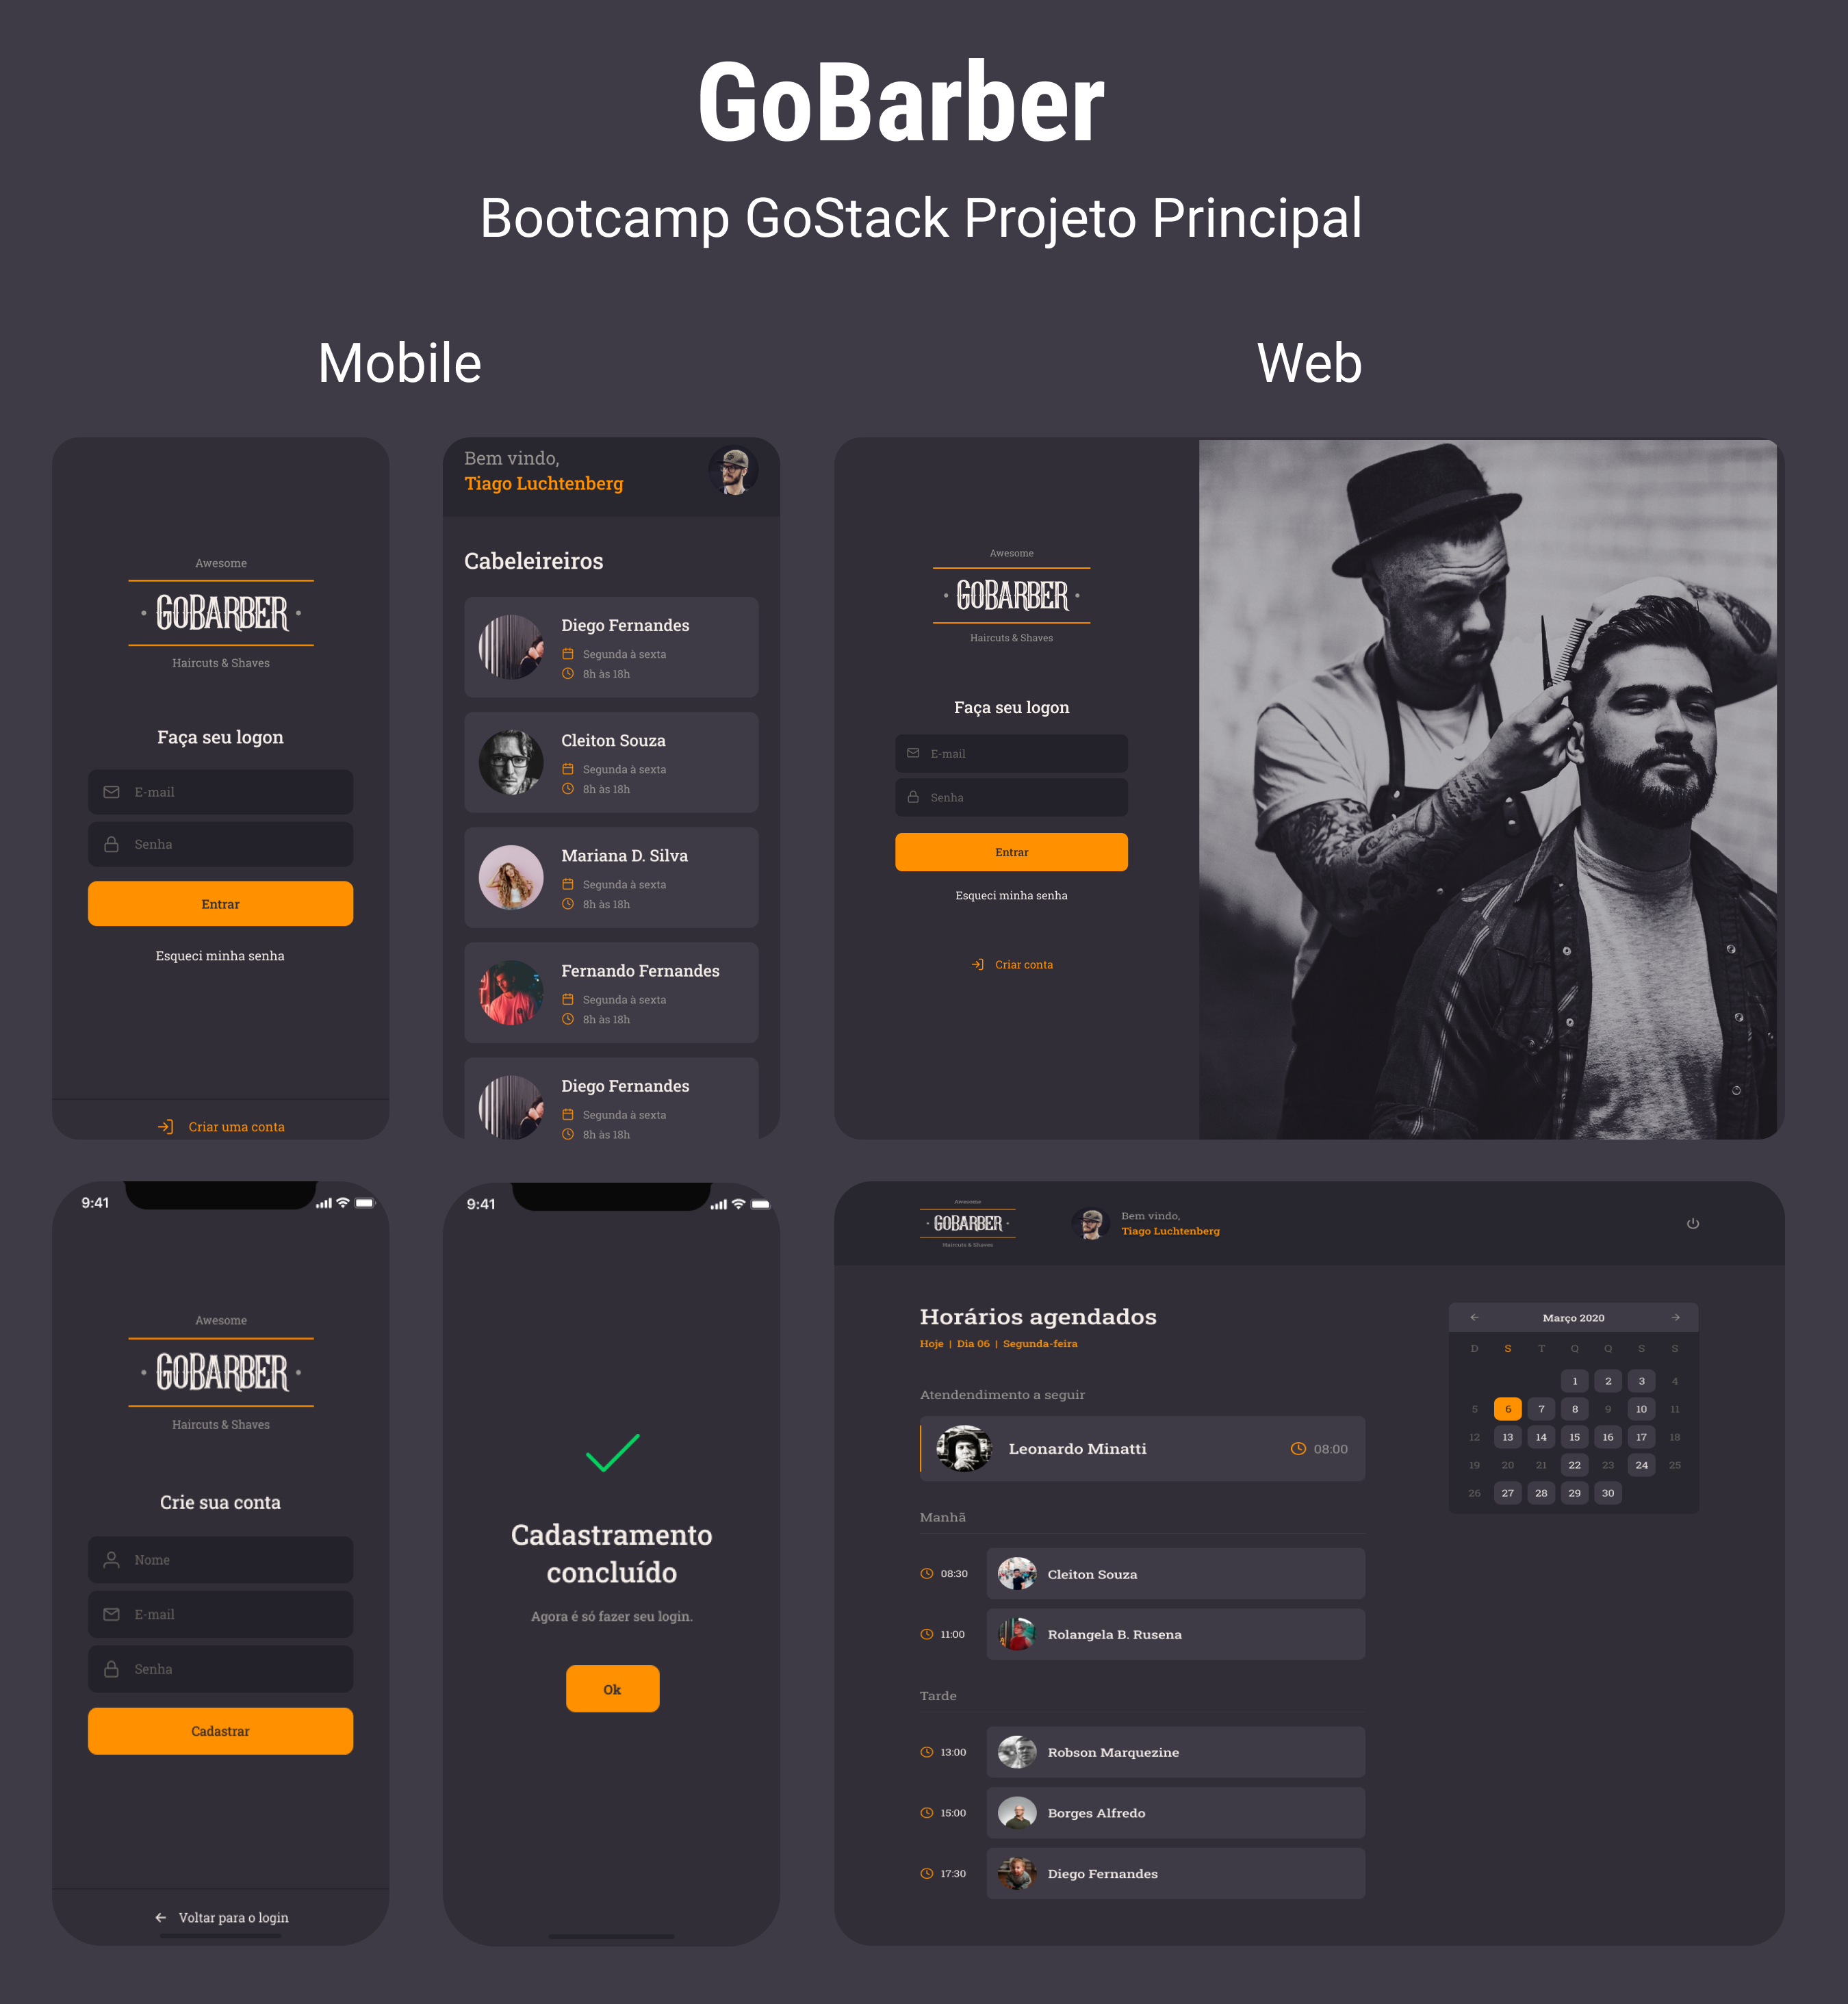 GoBarber
Bootcamp GoStack Projeto Principal
Mobile
Web
Awesome
GOBARBER
Haircuts & Shaves
Faça seu logon
E-mail
Senha
Entrar
Esqueci minha senha
Criar uma conta
Bem vindo,
Tiago Luchtenberg
Cabeleireiros
Diego Fernandes
Segunda à sexta
8h às 18h
Cleiton Souza
Segunda à sexta
8h às 18h
Mariana D. Silva
Segunda à sexta
8h às 18h
Fernando Fernandes
Segunda à sexta
8h às 18h
Diego Fernandes
Segunda à sexta
8h às 18h
Awesome
GOBARBER
Haircuts & Shaves
Faça seu logon
E-mail
Senha
Entrar
Esqueci minha senha
Criar conta
9:41
Awesome
GOBARBER
Haircuts & Shaves
Crie sua conta
Nome
E-mail
Senha
Cadastrar
Voltar para o login
9:41
Cadastramento
concluído
Agora é só fazer seu login.
Ok
Awesome
GOBARBER
Haircuts & Shaves
Bem vindo,
Tiago Luchtenberg
Horários agendados
Hoje | Dia 06 | Segunda-feira
Atendendimento a seguir
Leonardo Minatti 08:00
Manhã
08:30 Cleiton Souza
11:00 Rolangela B. Rusena
Tarde
13:00 Robson Marquezine
15:00 Borges Alfredo
17:30 Diego Fernandes
Março 2020
D S T Q Q S S
1 2 3 4
5 6 7 8 9 10 11
12 13 14 15 16 17 18
19 20 21 22 23 24 25
26 27 28 29 30